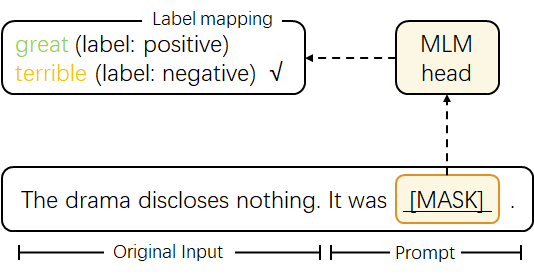 Label mapping
great (label: positive)
terrible (label: negative) √
MLM
head
The drama discloses nothing. It was [MASK] .
Original Input
Prompt